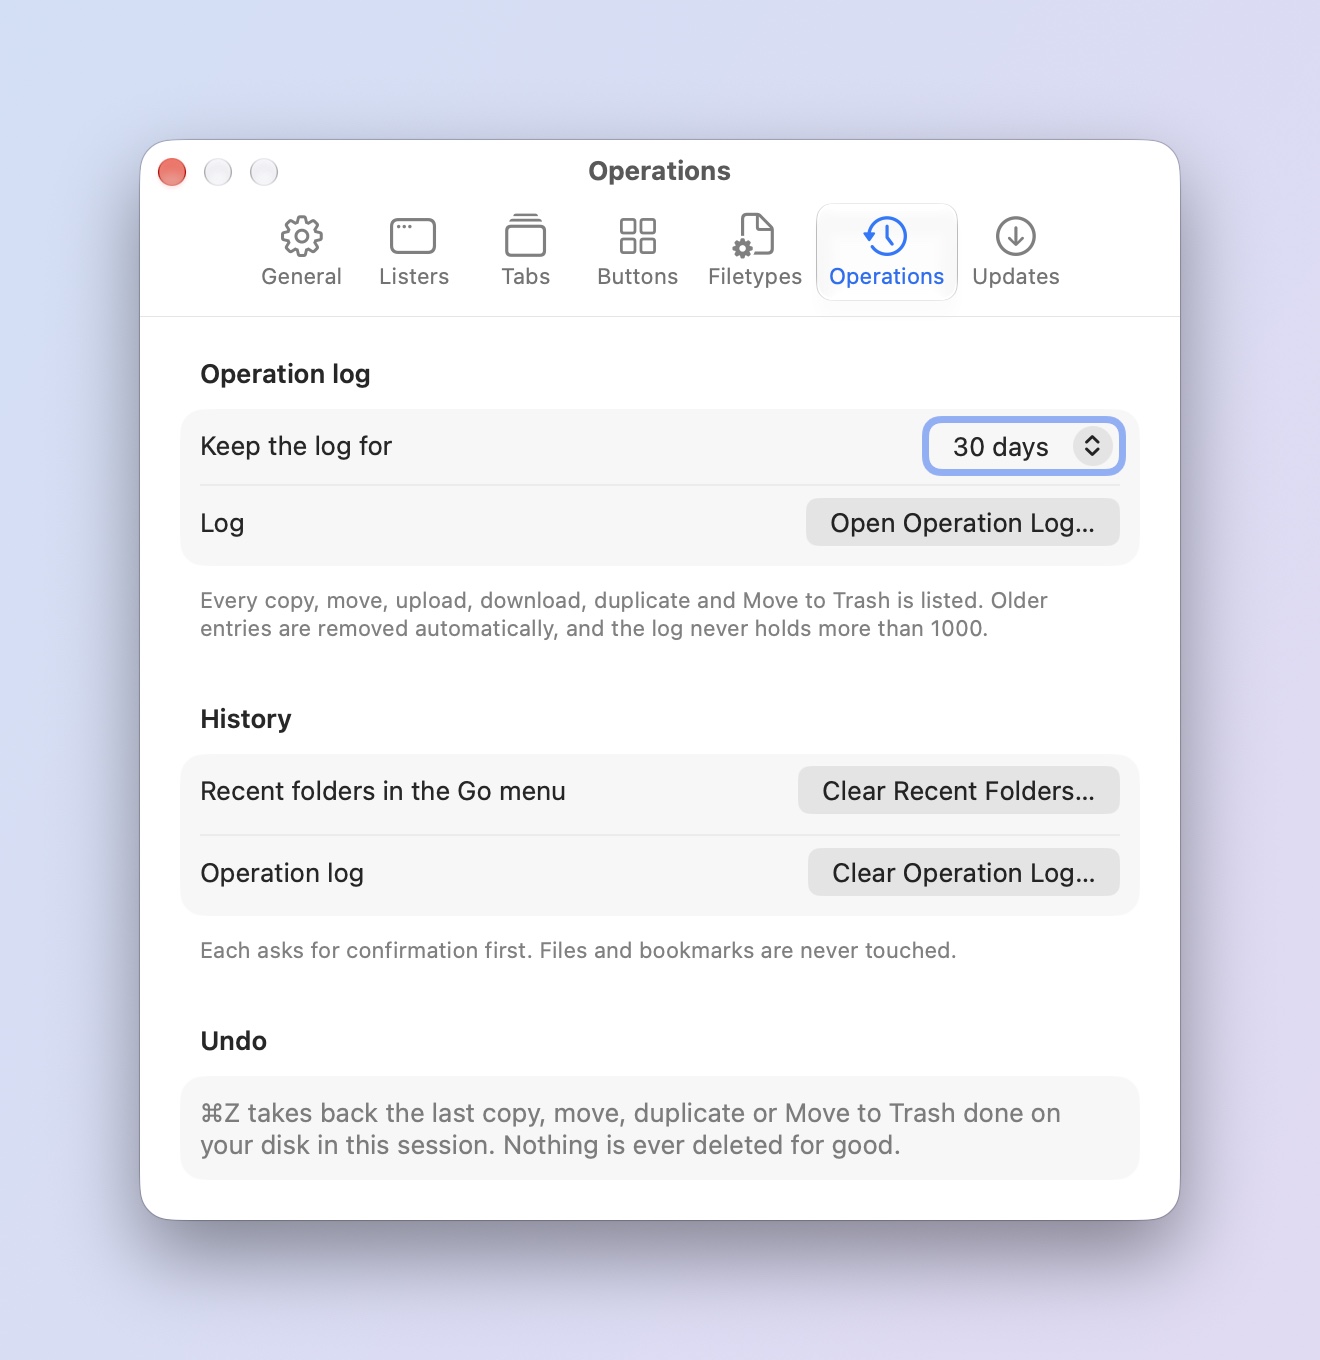 Operations
General
Listers
Tabs
Buttons
Filetypes
Operations
Updates
Operation log
Keep the log for
30 days
Log
Open Operation Log...
Every copy, move, upload, download, duplicate and Move to Trash is listed. Older
entries are removed automatically, and the log never holds more than 1000.
History
Recent folders in the Go menu
Clear Recent Folders...
Operation log
Clear Operation Log...
Each asks for confirmation first. Files and bookmarks are never touched.
Undo
⌘Z takes back the last copy, move, duplicate or Move to Trash done on
your disk in this session. Nothing is ever deleted for good.